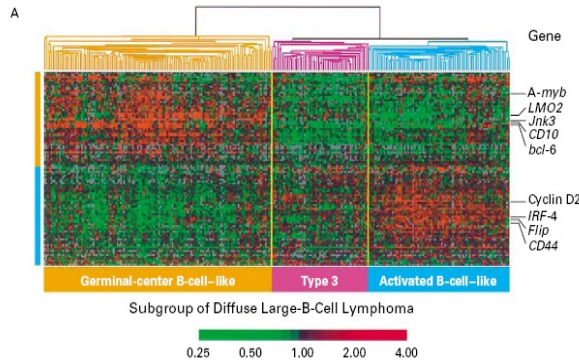 A
Gene
A-myb
LMO2
Jnk3
CD10
bcl-6
Cyclin D2
IRF-4
Flip
CD44
Germinal-center B-cell–like Type 3 Activated B-cell–like
Subgroup of Diffuse Large-B-Cell Lymphoma
0.25 0.50 1.00 2.00 4.00